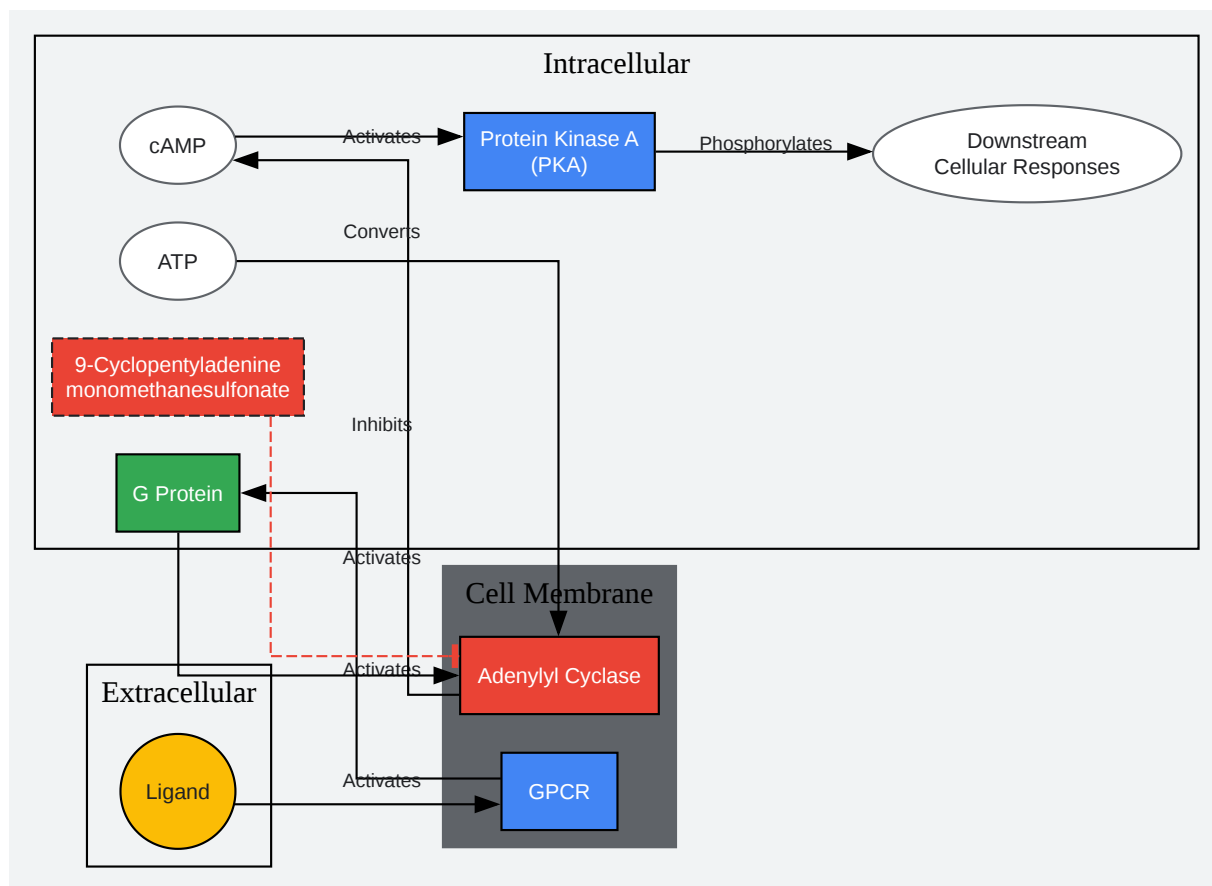 Intracellular
cAMP
Activates
Protein Kinase A
(PKA)
Phosphorylates
Downstream
Cellular Responses
Converts
ATP
9-Cyclopentyladenine
monomethanesulfonate
Inhibits
G Protein
Activates
Cell Membrane
Activates
Adenylyl Cyclase
Extracellular
Ligand
Activates
GPCR